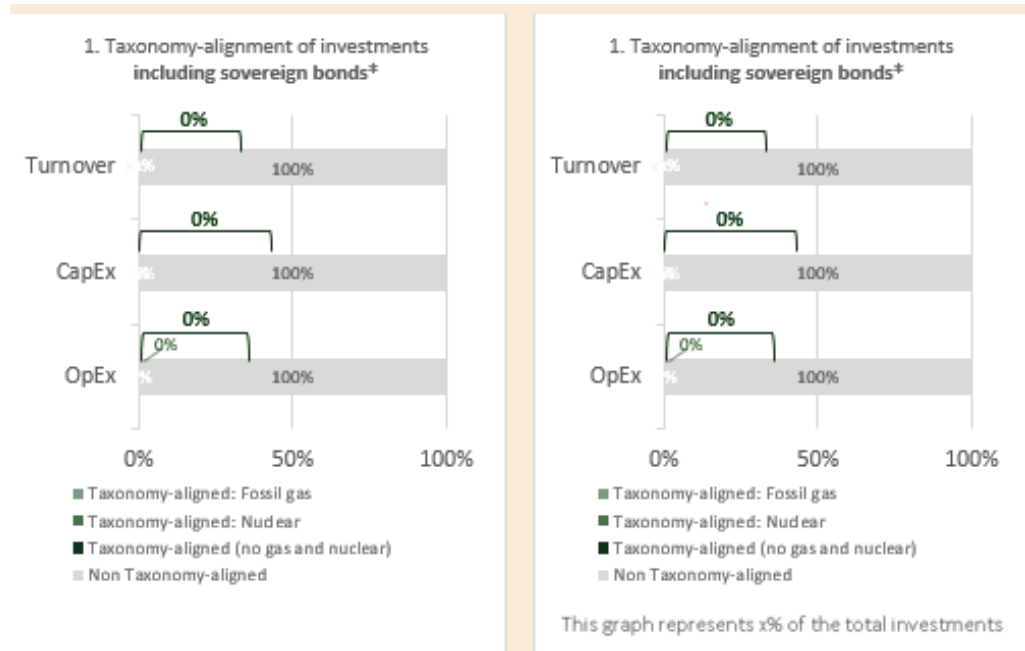 1. Taxonomy-alignment of investments
including sovereign bonds*
0%
Turnover
100%
0%
CapEx
100%
0%
0%
OpEx
%
100%
0%
50%
100%
Taxonomy-aligned: Fossil gas
Taxonomy-aligned: Nuclear
Taxonomy-aligned (no gas and nuclear)
Non Taxonomy-aligned
1. Taxonomy-alignment of investments
including sovereign bonds*
0%
Turnover
100%
0%
CapEx
100%
0%
0%
OpEx
%
100%
0%
50%
100%
Taxonomy-aligned: Fossil gas
Taxonomy-aligned: Nuclear
Taxonomy-aligned (no gas and nuclear)
Non Taxonomy-aligned
This graph represents x% of the total investments